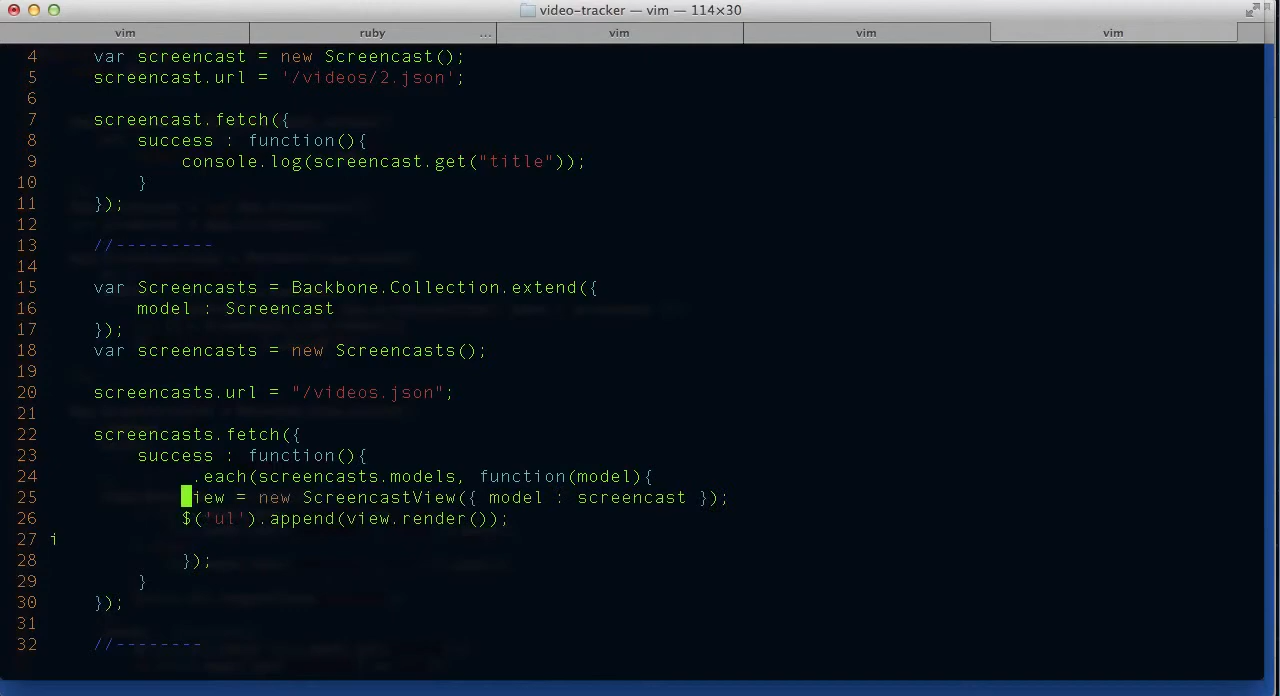 video-tracker — vim — 114×30
vim ruby ... vim vim vim
4 var screencast = new Screencast();
5 screencast.url = '/videos/2.json';
6
7 screencast.fetch({
8 success : function(){
9 console.log(screencast.get("title"));
10 }
11 });
12
13 //---------
14
15 var Screencasts = Backbone.Collection.extend({
16 model : Screencast
17 });
18 var screencasts = new Screencasts();
19
20 screencasts.url = "/videos.json";
21
22 screencasts.fetch({
23 success : function(){
24 _.each(screencasts.models, function(model){
25 view = new ScreencastView({ model : screencast });
26 $('ul').append(view.render());
27 i
28 });
29 }
30 });
31
32 //--------